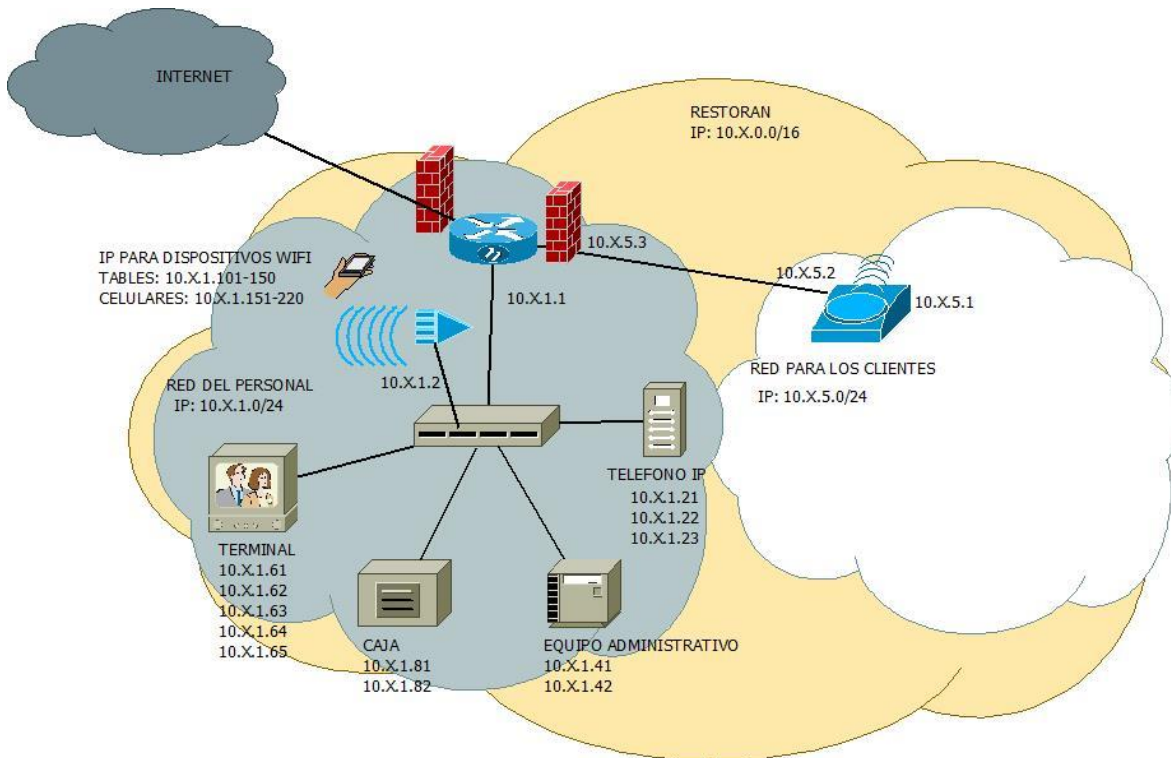 INTERNET
RESTORAN
IP: 10.X.0.0/16
IP PARA DISPOSITIVOS WIFI
TABLES: 10.X.1.101-150
CELULARES: 10.X.1.151-220
10.X.5.3
10.X.1.1
10.X.5.2
10.X.5.1
RED PARA LOS CLIENTES
IP: 10.X.5.0/24
10.X.1.2
RED DEL PERSONAL
IP: 10.X.1.0/24
TELEFONO IP
10.X.1.21
10.X.1.22
10.X.1.23
TERMINAL
10.X.1.61
10.X.1.62
10.X.1.63
10.X.1.64
10.X.1.65
CAJA
10.X.1.81
10.X.1.82
EQUIPO ADMINISTRATIVO
10.X.1.41
10.X.1.42